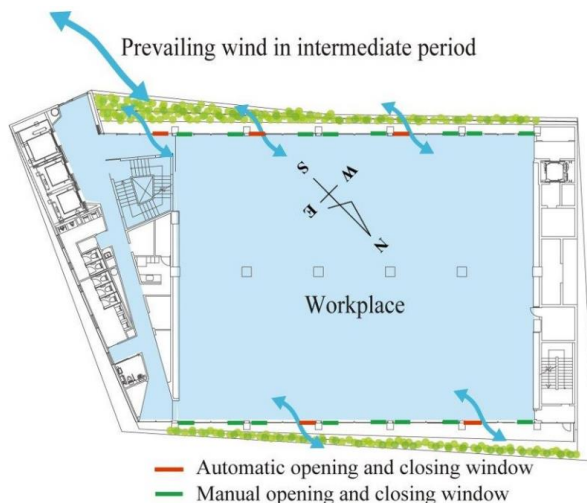 Prevailing wind in intermediate period
S
W
E
N
Workplace
Automatic opening and closing window
Manual opening and closing window